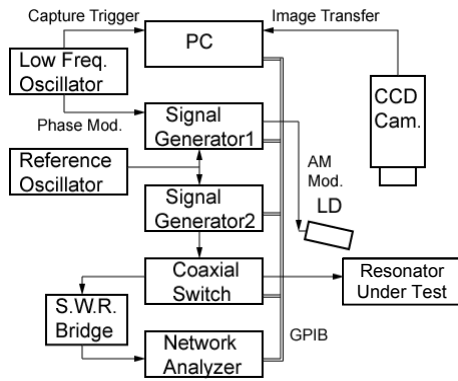 Capture Trigger
Image Transfer
PC
Low Freq.
Oscillator
CCD
Cam.
Phase Mod.
Signal
Generator1
Reference
Oscillator
AM
Mod.
LD
Signal
Generator2
Coaxial
Switch
Resonator
Under Test
S.W.R.
Bridge
GPIB
Network
Analyzer